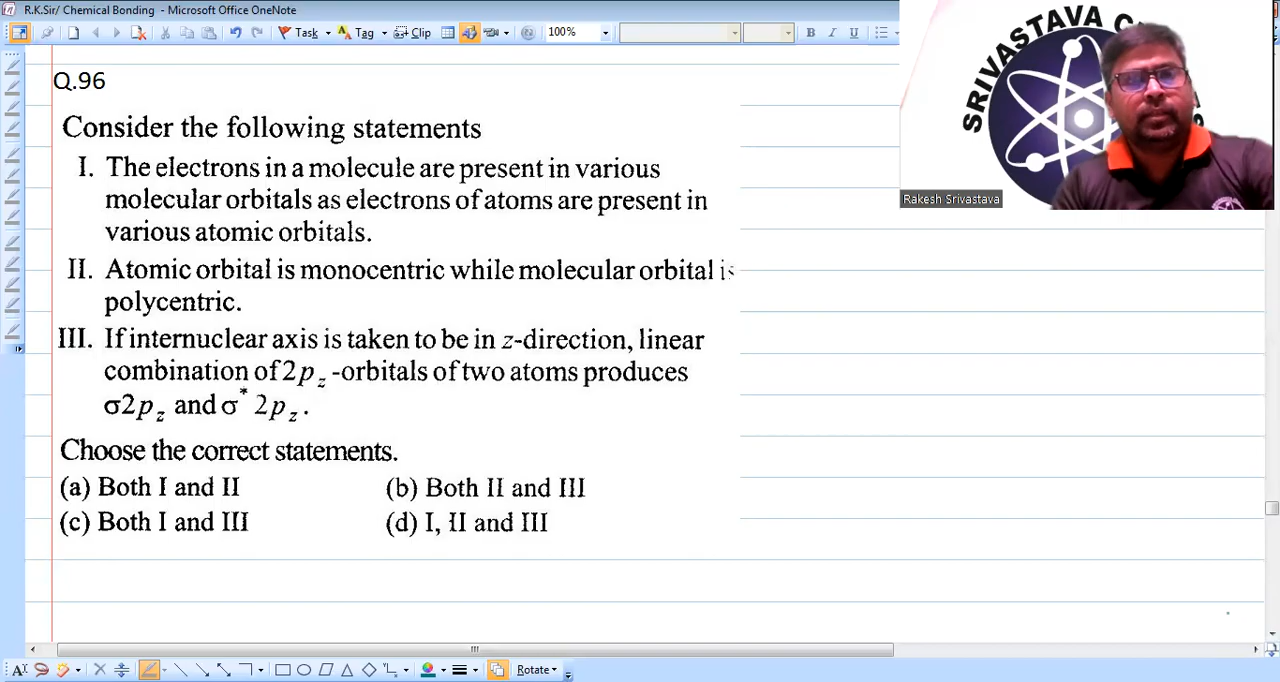 R.K.Sir/ Chemical Bonding - Microsoft Office OneNote
Task Tag Clip 100% B I U
SRIVASTAVA
Rakesh Srivastava
Q.96
Consider the following statements
I. The electrons in a molecule are present in various
molecular orbitals as electrons of atoms are present in
various atomic orbitals.
II. Atomic orbital is monocentric while molecular orbital is
polycentric.
III. If internuclear axis is taken to be in z-direction, linear
combination of 2p_z -orbitals of two atoms produces
σ2p_z and σ* 2p_z.
Choose the correct statements.
(a) Both I and II (b) Both II and III
(c) Both I and III (d) I, II and III
Rotate